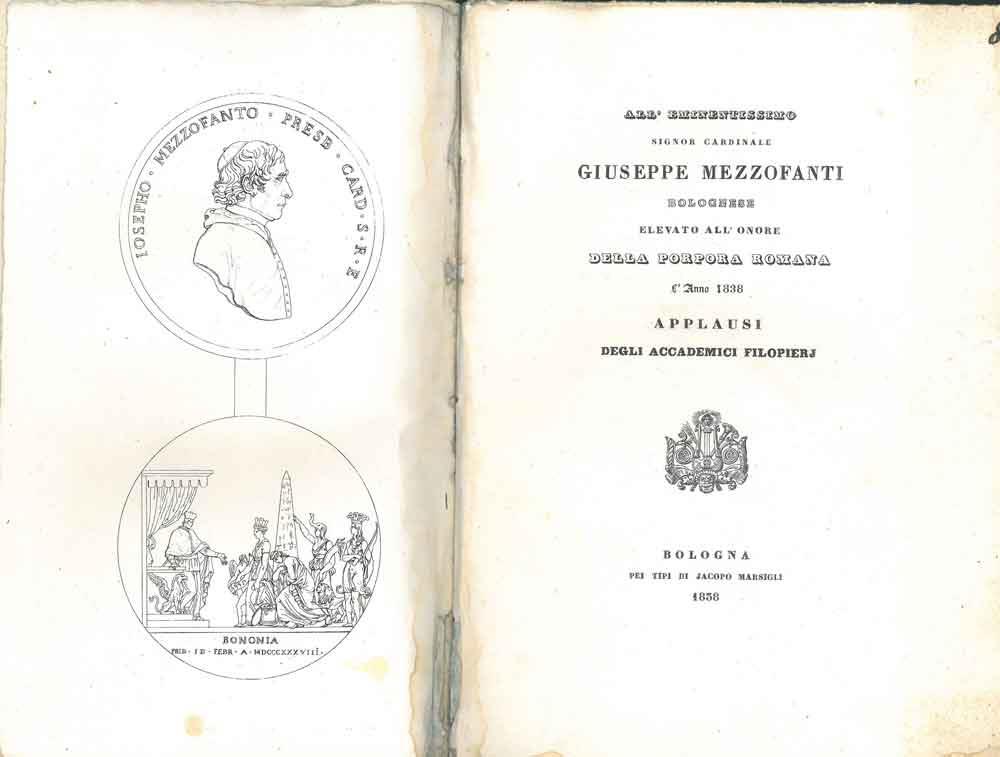 IOSEPHO · MEZZOFANTO · PRESB · CARD · S · R · E
BONONIA
PRID · ID · FEBR · A · MDCCCXXXVIII ·
ALL' EMINENTISSIMO
SIGNOR CARDINALE
GIUSEPPE MEZZOFANTI
BOLOGNESE
ELEVATO ALL' ONORE
DELLA PORPORA ROMANA
L' Anno 1838
APPLAUSI
DEGLI ACCADEMICI FILOPIERJ
BOLOGNA
PEI TIPI DI JACOPO MARSIGLI
1838